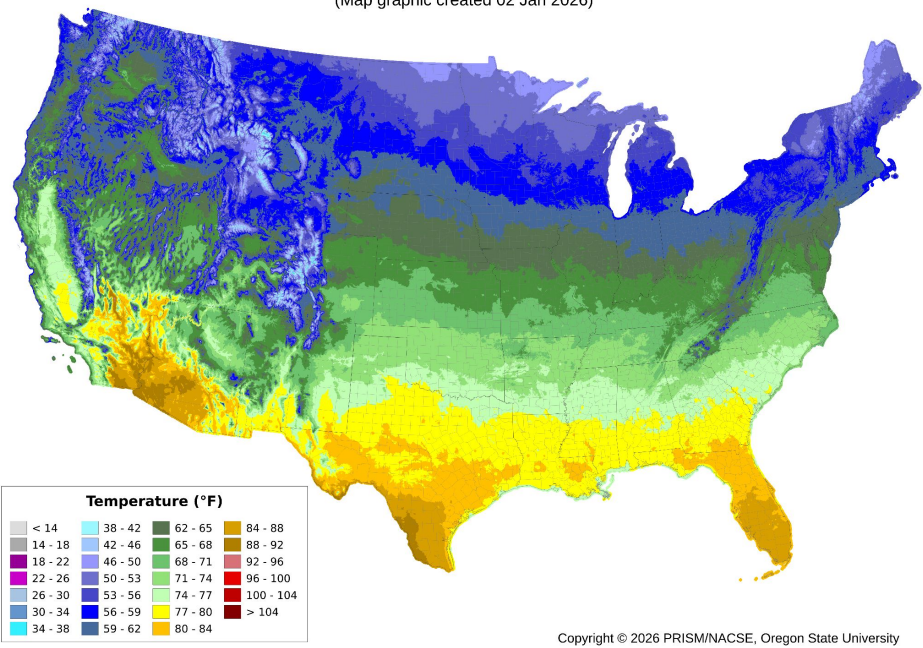 (Map graphic created 02 Jan 2026)
Temperature (°F)
< 14
14 - 18
18 - 22
22 - 26
26 - 30
30 - 34
34 - 38
38 - 42
42 - 46
46 - 50
50 - 53
53 - 56
56 - 59
59 - 62
62 - 65
65 - 68
68 - 71
71 - 74
74 - 77
77 - 80
80 - 84
84 - 88
88 - 92
92 - 96
96 - 100
100 - 104
> 104
Copyright © 2026 PRISM/NACSE, Oregon State University